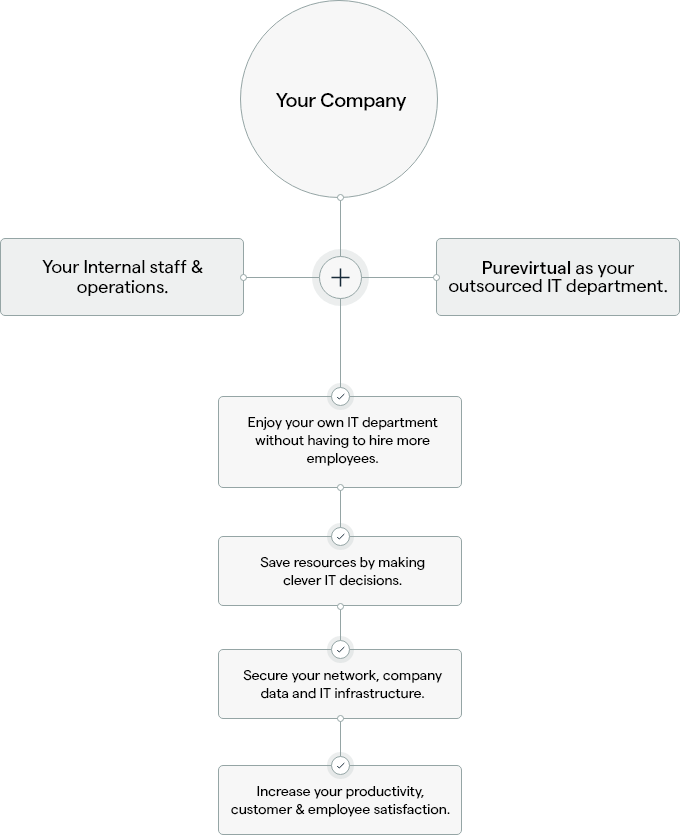 Your Company
Your Internal staff &
operations.
Purevirtual as your
outsourced IT department.
Enjoy your own IT department
without having to hire more
employees.
Save resources by making
clever IT decisions.
Secure your network, company
data and IT infrastructure.
Increase your productivity,
customer & employee satisfaction.